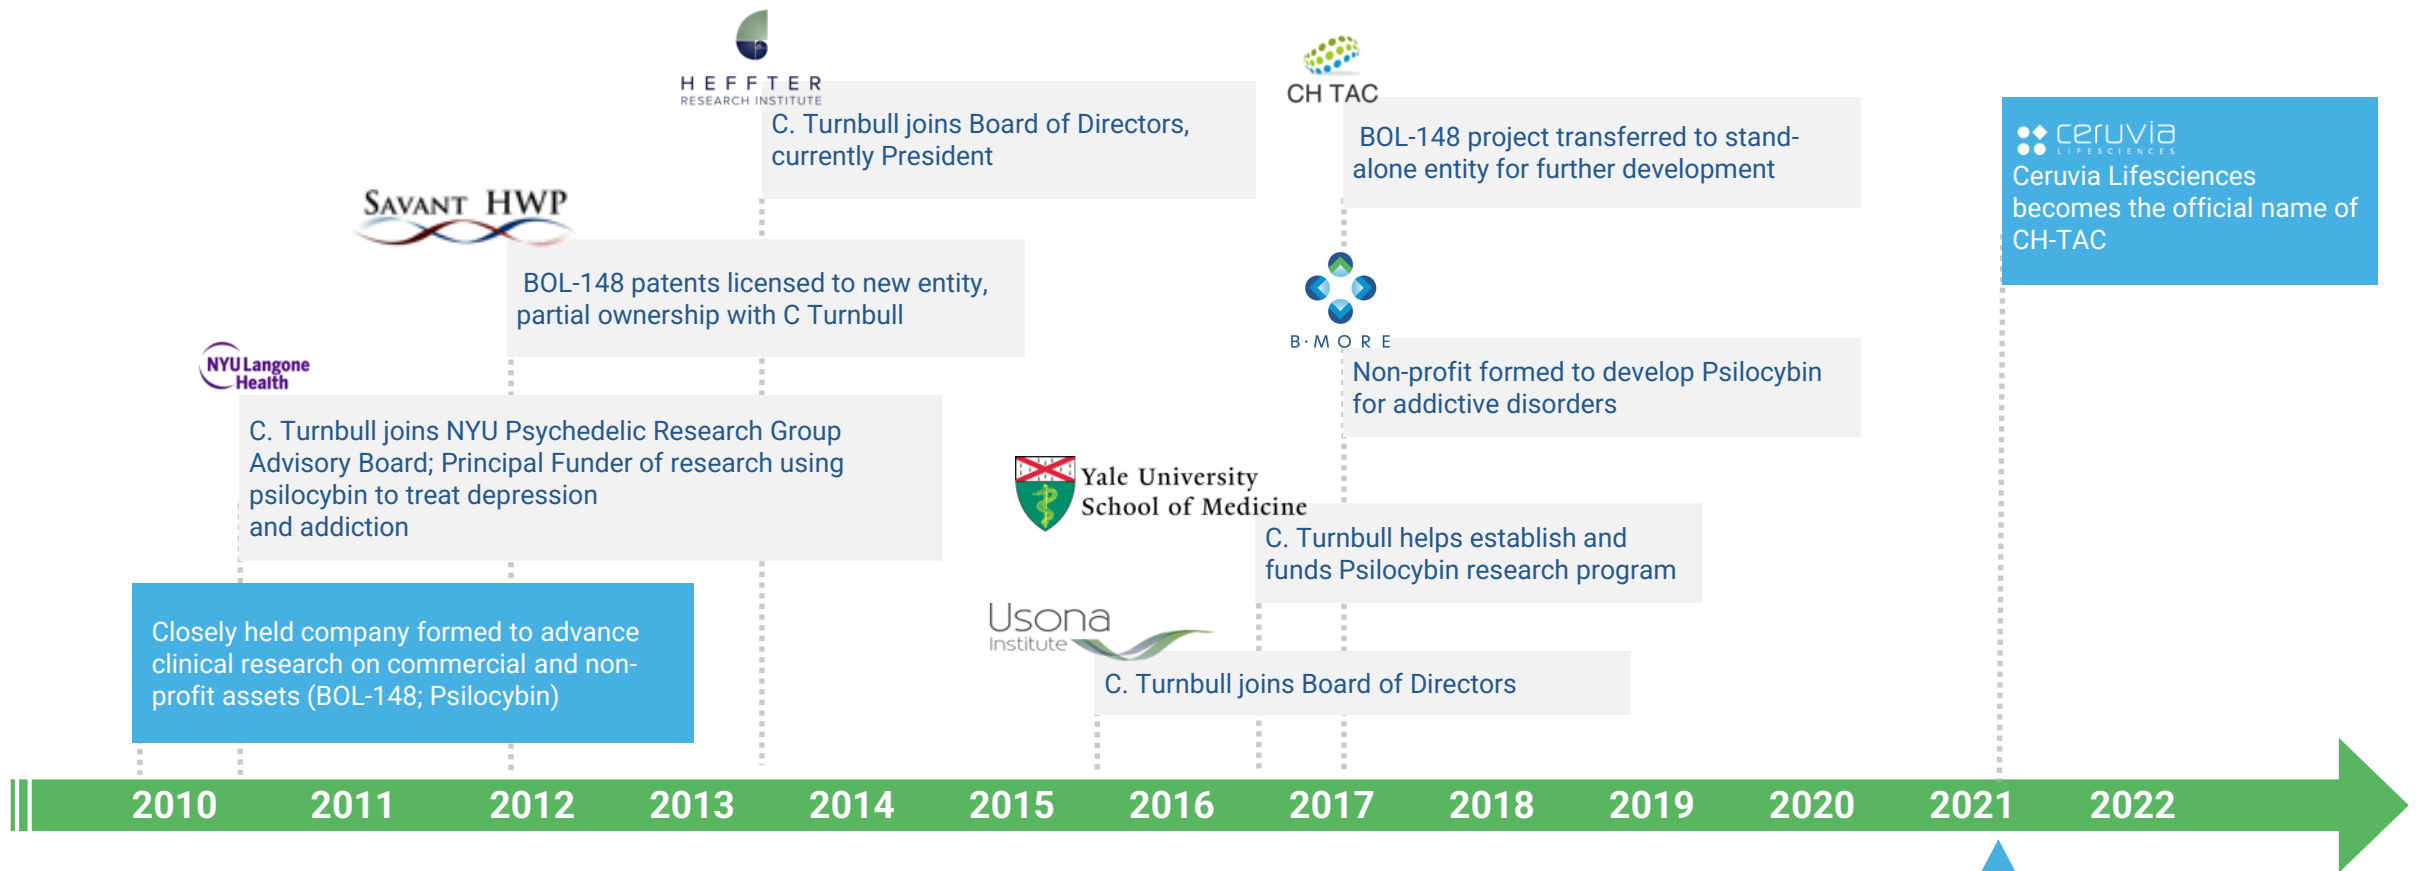 HEFFTER
RESEARCH INSTITUTE
C. Turnbull joins Board of Directors,
currently President
CH TAC
BOL-148 project transferred to stand-
alone entity for further development
ceruvia
LIFESCIENCES
Ceruvia Lifesciences
becomes the official name of
CH-TAC
SAVANT HWP
BOL-148 patents licensed to new entity,
partial ownership with C Turnbull
B·MORE
Non-profit formed to develop Psilocybin
for addictive disorders
NYU Langone
Health
C. Turnbull joins NYU Psychedelic Research Group
Advisory Board; Principal Funder of research using
psilocybin to treat depression
and addiction
Yale University
School of Medicine
C. Turnbull helps establish and
funds Psilocybin research program
Closely held company formed to advance
clinical research on commercial and non-
profit assets (BOL-148; Psilocybin)
Usona
Institute
C. Turnbull joins Board of Directors
2010 2011 2012 2013 2014 2015 2016 2017 2018 2019 2020 2021 2022